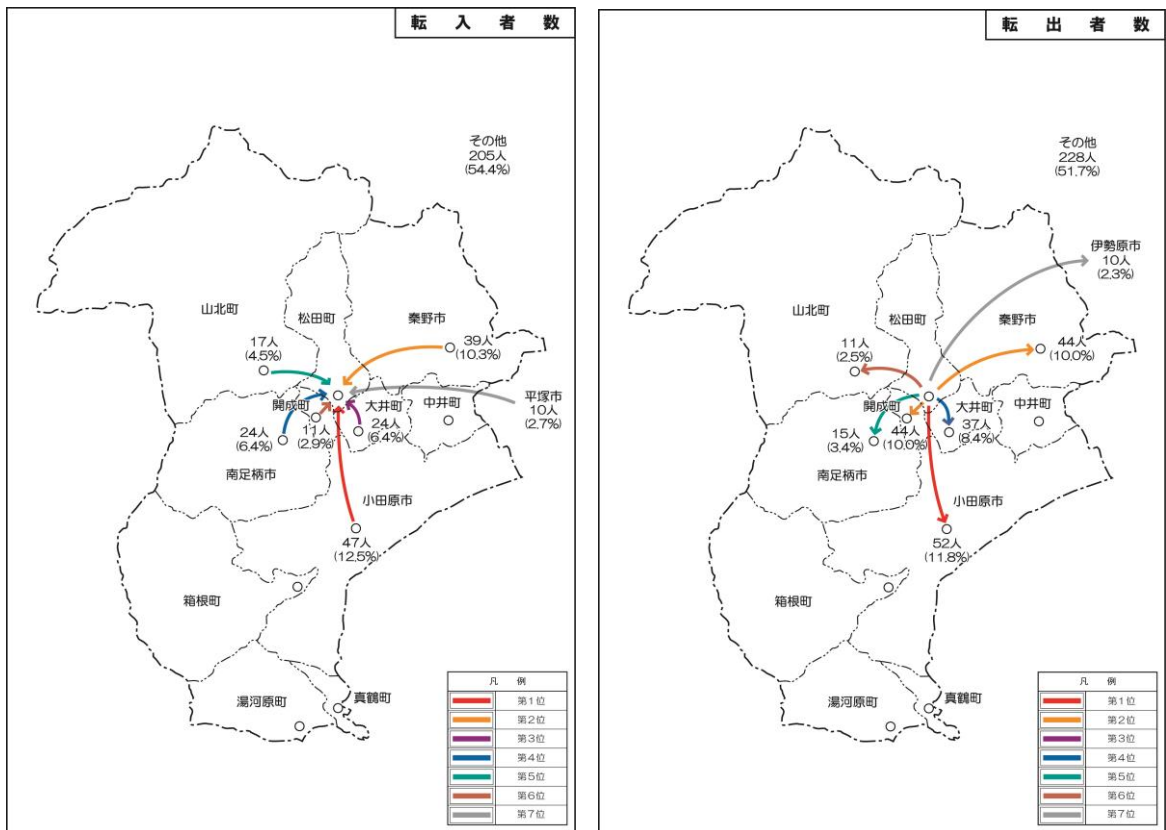 転入者数
その他
205人
(54.4%)
山北町
松田町
秦野市
17人
(4.5%)
39人
(10.3%)
平塚市
10人
(2.7%)
開成町
大井町
中井町
24人
(6.4%)
11人
(2.9%)
24人
(6.4%)
南足柄市
小田原市
47人
(12.5%)
箱根町
湯河原町
真鶴町
凡例
第1位
第2位
第3位
第4位
第5位
第6位
第7位
転出者数
その他
228人
(51.7%)
伊勢原市
10人
(2.3%)
山北町
松田町
秦野市
11人
(2.5%)
44人
(10.0%)
開成町
大井町
中井町
15人
(3.4%)
44人
(10.0%)
37人
(8.4%)
南足柄市
小田原市
52人
(11.8%)
箱根町
湯河原町
真鶴町
凡例
第1位
第2位
第3位
第4位
第5位
第6位
第7位